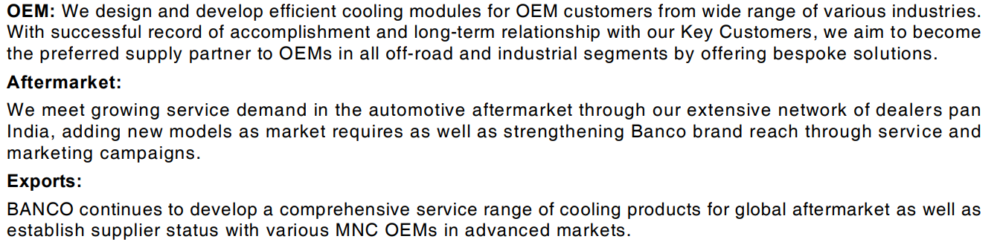 OEM: We design and develop efficient cooling modules for OEM customers from wide range of various industries.
With successful record of accomplishment and long-term relationship with our Key Customers, we aim to become
the preferred supply partner to OEMs in all off-road and industrial segments by offering bespoke solutions.
Aftermarket:
We meet growing service demand in the automotive aftermarket through our extensive network of dealers pan
India, adding new models as market requires as well as strengthening Banco brand reach through service and
marketing campaigns.
Exports:
BANCO continues to develop a comprehensive service range of cooling products for global aftermarket as well as
establish supplier status with various MNC OEMs in advanced markets.